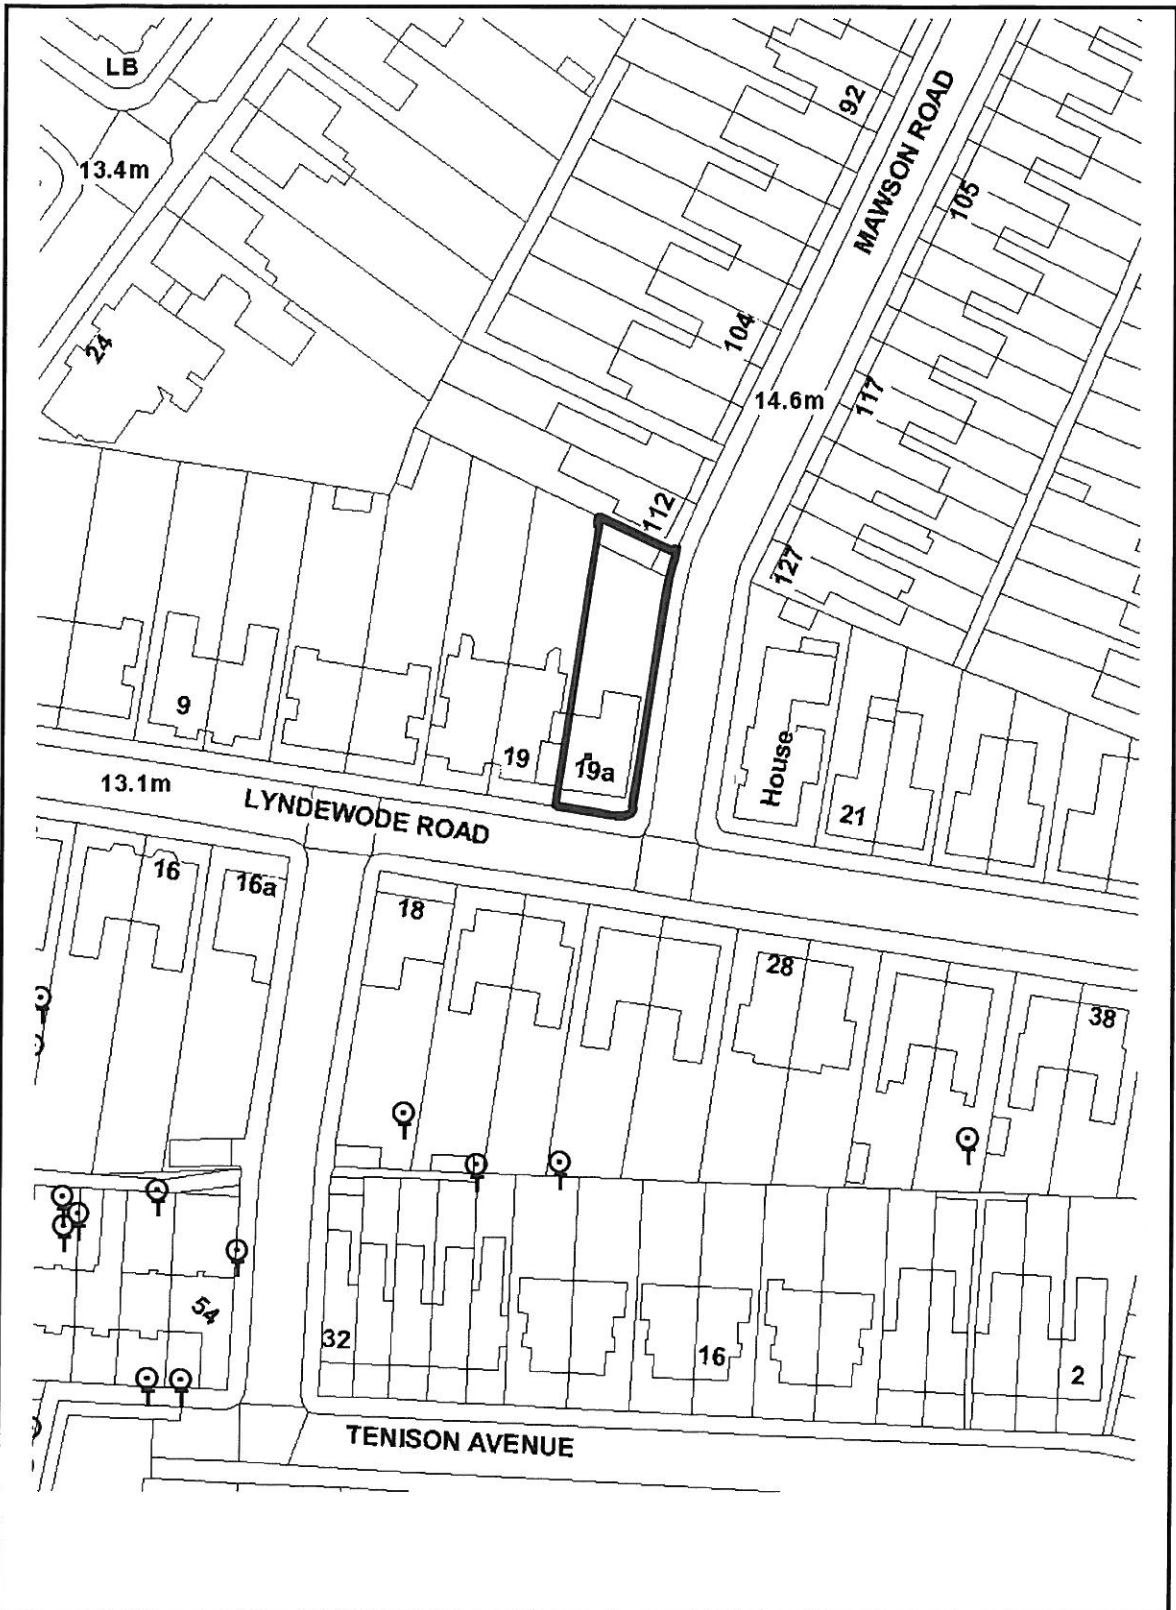 LB
92
MAWSON ROAD
13.4m
105
104
24
14.6m
117
112
127
9
19
19a
House
21
13.1m
LYNDEWODE ROAD
16
16a
18
28
38
54
32
16
2
TENISON AVENUE